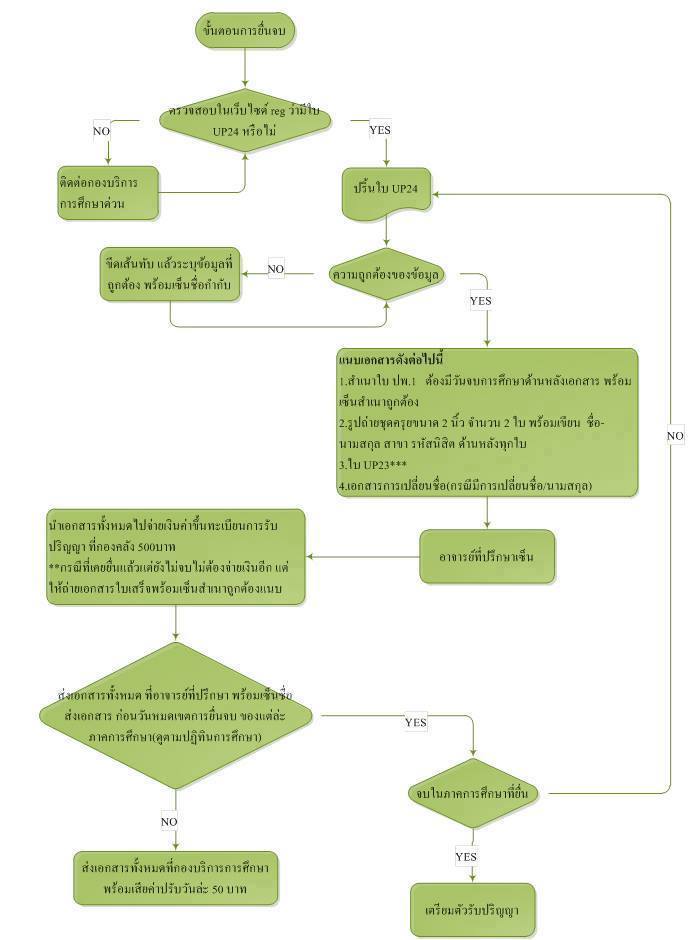 ขั้นตอนการยื่นจบ
ตรวจสอบในเว็บไซต์ reg ว่ามีใบ
UP24 หรือไม่
NO
YES
ติดต่อกองบริการ
การศึกษาด่วน
ปริ้นใบ UP24
ขีดเส้นทับ แล้วระบุข้อมูลที่
ถูกต้อง พร้อมเซ็นชื่อกำกับ
NO
ความถูกต้องของข้อมูล
YES
แนบเอกสารดังต่อไปนี้
1.สำเนาใบ ปพ.1 ต้องมีวันจบการศึกษาด้านหลังเอกสาร พร้อม
เซ็นสำเนาถูกต้อง
2.รูปถ่ายชุดครุยขนาด 2 นิ้ว จำนวน 2 ใบ พร้อมเขียน ชื่อ-
นามสกุล สาขา รหัสนิสิต ด้านหลังทุกใบ
3.ใบ UP23***
4.เอกสารการเปลี่ยนชื่อ(กรณีมีการเปลี่ยนชื่อ/นามสกุล)
NO
นำเอกสารทั้งหมดไปจ่ายเงินค่าขึ้นทะเบียนการรับ
ปริญญา ที่กองคลัง 500บาท
**กรณีที่เคยยื่นแล้วแต่ยังไม่จบไม่ต้องจ่ายเงินอีก แต่
ให้ถ่ายเอกสารใบเสร็จพร้อมเซ็นสำเนาถูกต้องแนบ
อาจารย์ที่ปรึกษาเซ็น
ส่งเอกสารทั้งหมด ที่อาจารย์ที่ปรึกษา พร้อมเซ็นชื่อ
ส่งเอกสาร ก่อนวันหมดเขตการยื่นจบ ของแต่ล่ะ
ภาคการศึกษา(ดูตามปฏิทินการศึกษา)
YES
จบในภาคการศึกษาที่ยื่น
NO
YES
ส่งเอกสารทั้งหมดที่กองบริการการศึกษา
พร้อมเสียค่าปรับวันล่ะ 50 บาท
เตรียมตัวรับปริญญา